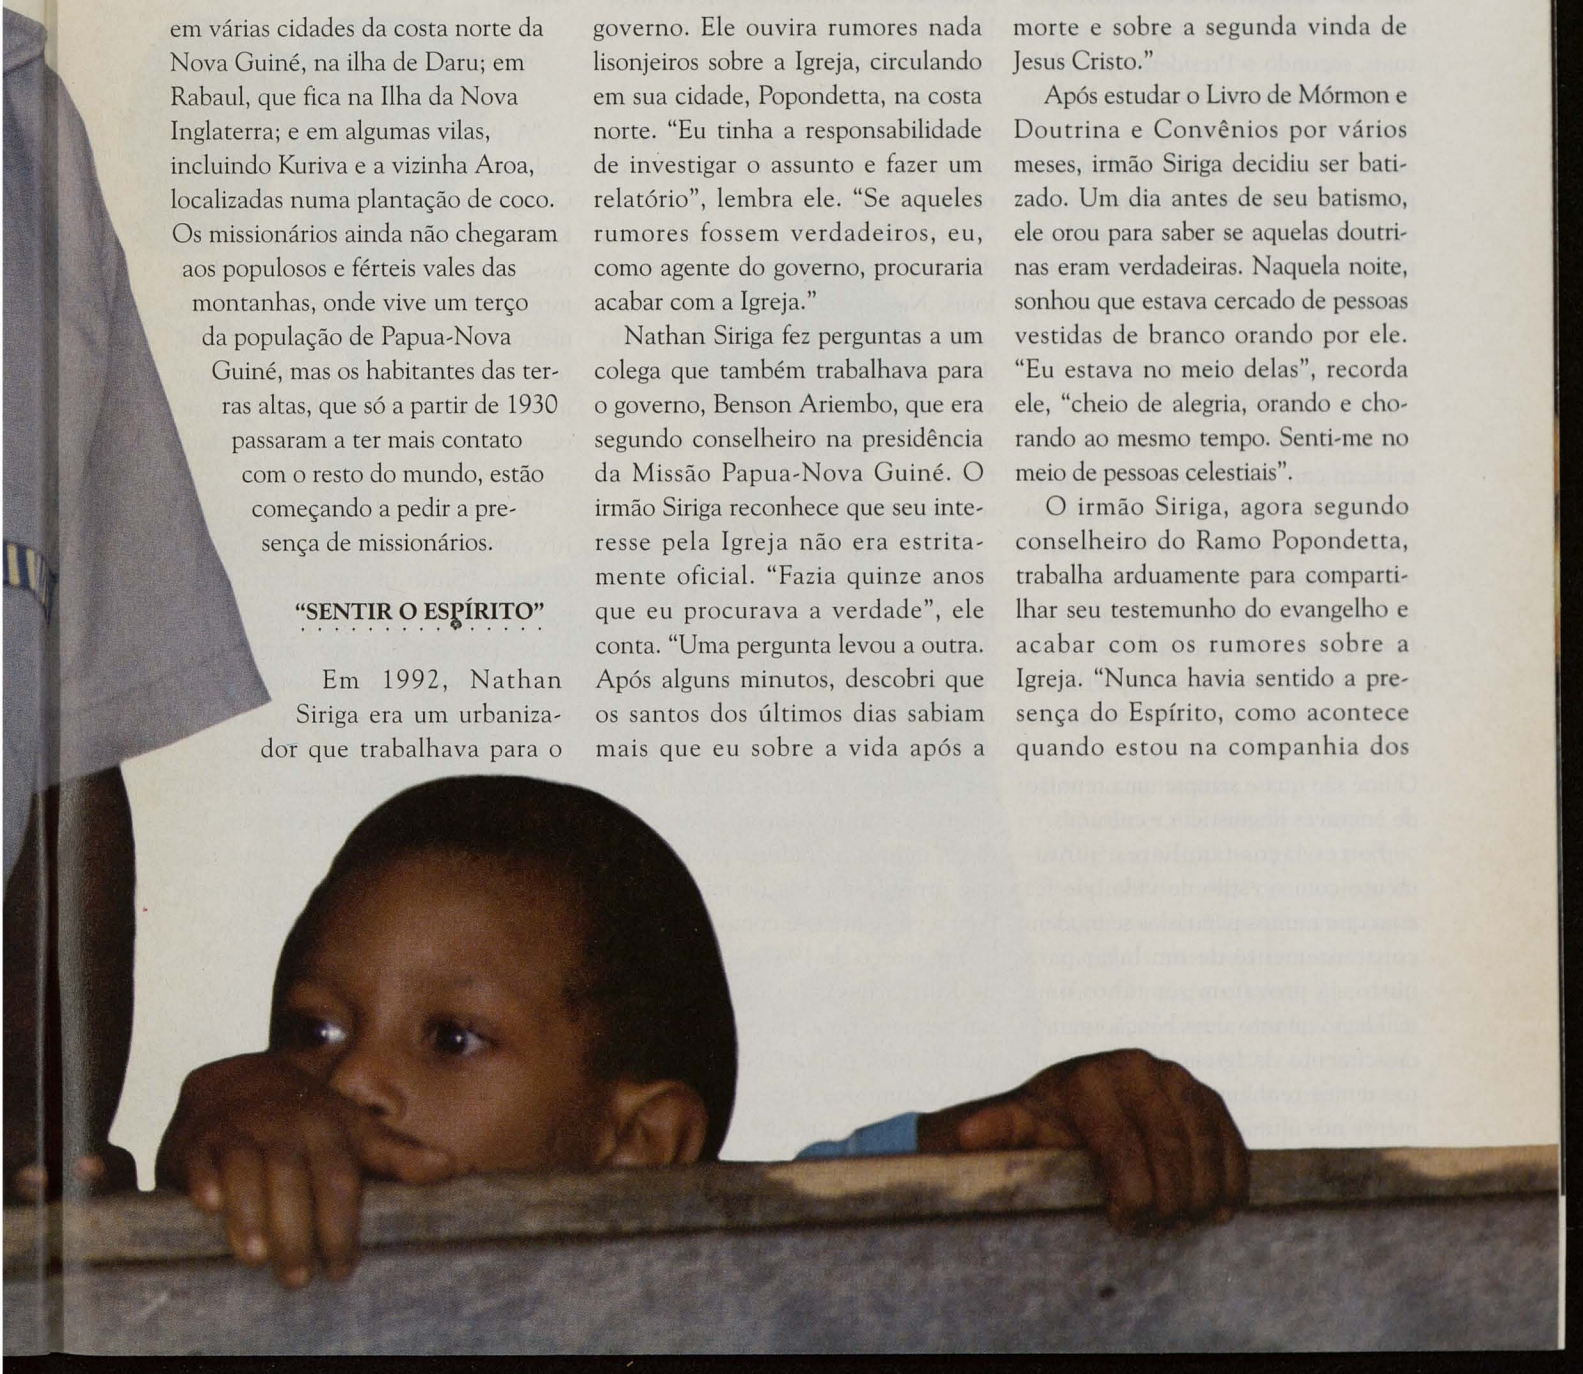 em várias cidades da costa norte da
Nova Guiné, na ilha de Daru; em
Rabaul, que fica na Ilha da Nova
Inglaterra; e em algumas vilas,
incluindo Kuriva e a vizinha Aroa,
localizadas numa plantação de coco.
Os missionários ainda não chegaram
aos populosos e férteis vales das
montanhas, onde vive um terço
da população de Papua-Nova
Guiné, mas os habitantes das ter-
ras altas, que só a partir de 1930
passaram a ter mais contato
com o resto do mundo, estão
começando a pedir a pre-
sença de missionários.
“SENTIR O ESPÍRITO”
Em 1992, Nathan
Siriga era um urbaniza-
dor que trabalhava para o
governo. Ele ouvira rumores nada
lisonjeiros sobre a Igreja, circulando
em sua cidade, Popondetta, na costa
norte. “Eu tinha a responsabilidade
de investigar o assunto e fazer um
relatório”, lembra ele. “Se aqueles
rumores fossem verdadeiros, eu,
como agente do governo, procuraria
acabar com a Igreja.”
Nathan Siriga fez perguntas a um
colega que também trabalhava para
o governo, Benson Ariembo, que era
segundo conselheiro na presidência
da Missão Papua-Nova Guiné. O
irmão Siriga reconhece que seu inte-
resse pela Igreja não era estrita-
mente oficial. “Fazia quinze anos
que eu procurava a verdade”, ele
conta. “Uma pergunta levou a outra.
Após alguns minutos, descobri que
os santos dos últimos dias sabiam
mais que eu sobre a vida após a
morte e sobre a segunda vinda de
Jesus Cristo.”
Após estudar o Livro de Mórmon e
Doutrina e Convênios por vários
meses, irmão Siriga decidiu ser bati-
zado. Um dia antes de seu batismo,
ele orou para saber se aquelas doutri-
nas eram verdadeiras. Naquela noite,
sonhou que estava cercado de pessoas
vestidas de branco orando por ele.
“Eu estava no meio delas”, recorda
ele, “cheio de alegria, orando e cho-
rando ao mesmo tempo. Senti-me no
meio de pessoas celestiais”.
O irmão Siriga, agora segundo
conselheiro do Ramo Popondetta,
trabalha arduamente para comparti-
lhar seu testemunho do evangelho e
acabar com os rumores sobre a
Igreja. “Nunca havia sentido a pre-
sença do Espírito, como acontece
quando estou na companhia dos